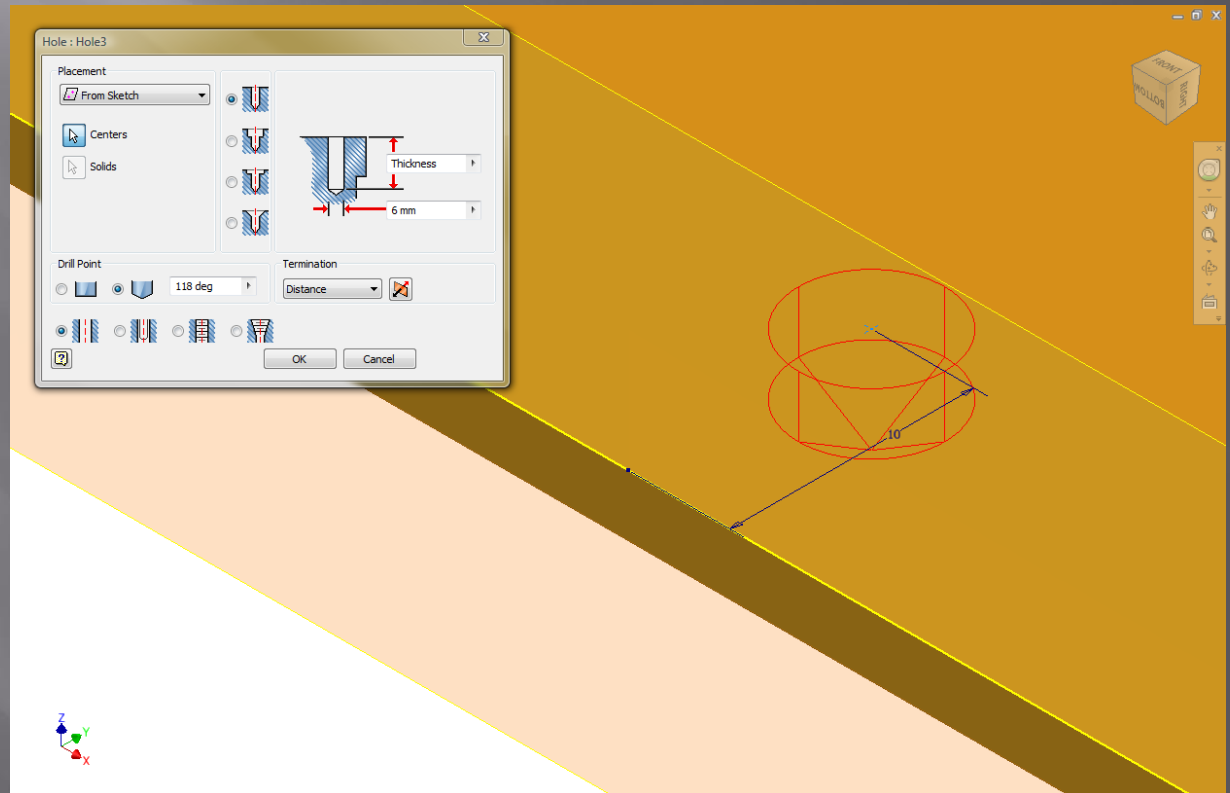 Hole : Hole3
Placement
From Sketch
Centers
Solids
Thickness
6 mm
Drill Point
118 deg
Termination
Distance
OK
Cancel
10
FRONT
BOTTOM
RIGHT
Z
Y
X